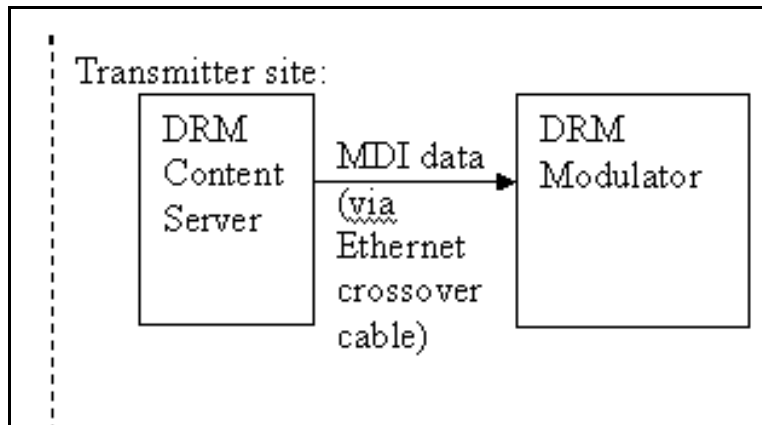 Transmitter site:
DRM
Content
Server
MDI data
(via
Ethernet
crossover
cable)
DRM
Modulator